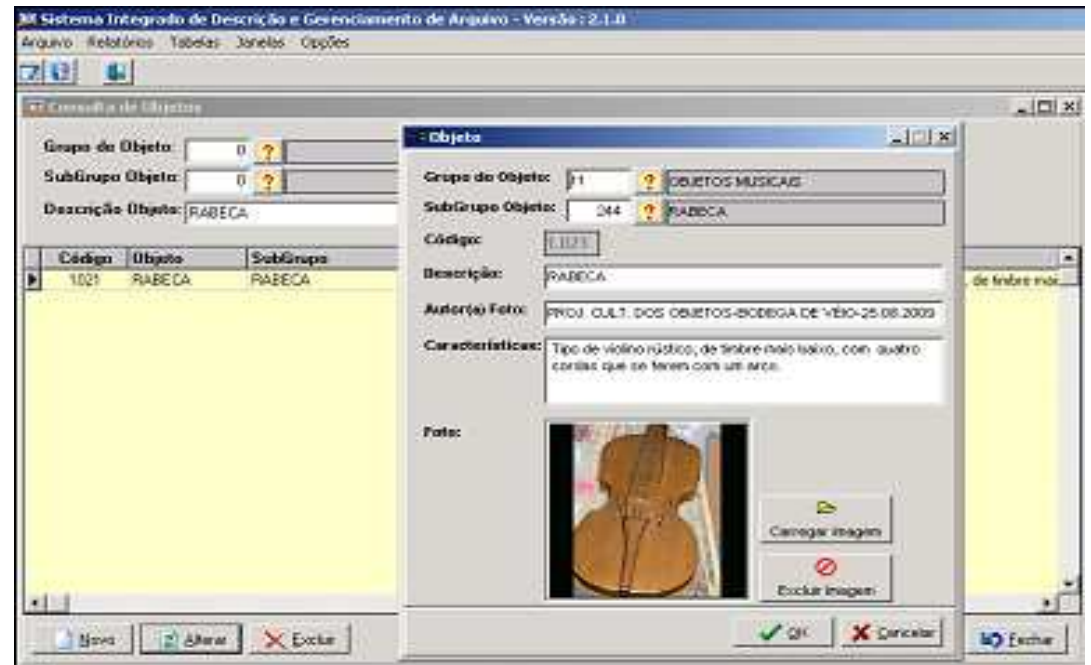 Sistema Integrado de Descrição e Gerenciamento de Arquivo - Versão: 2.1.0
Arquivo Relatórios Tabelas Janelas Opções
Consulta de Objetos
Grupo do Objeto: 0 ?
SubGrupo Objeto: 0 ?
Descrição Objeto: RABECA
Código Objeto SubGrupo
1.021 RABECA RABECA
de timbre mai
Objeto
Grupo do Objeto: 11 ? OBJETOS MUSICAIS
SubGrupo Objeto: 244 ? RABECA
Código: 1.021
Descrição: RABECA
Autor(a) Foto: PROJ. CULT. DOS OBJETOS-BODEGA DE VÉIO-25.08.2009
Características: Tipo de violino rústico, de timbre mais baixo, com quatro
cordas que se ferem com um arco.
Foto:
Carregar imagem
Excluir imagem
OK Cancelar
Novo Alterar Excluir Fechar